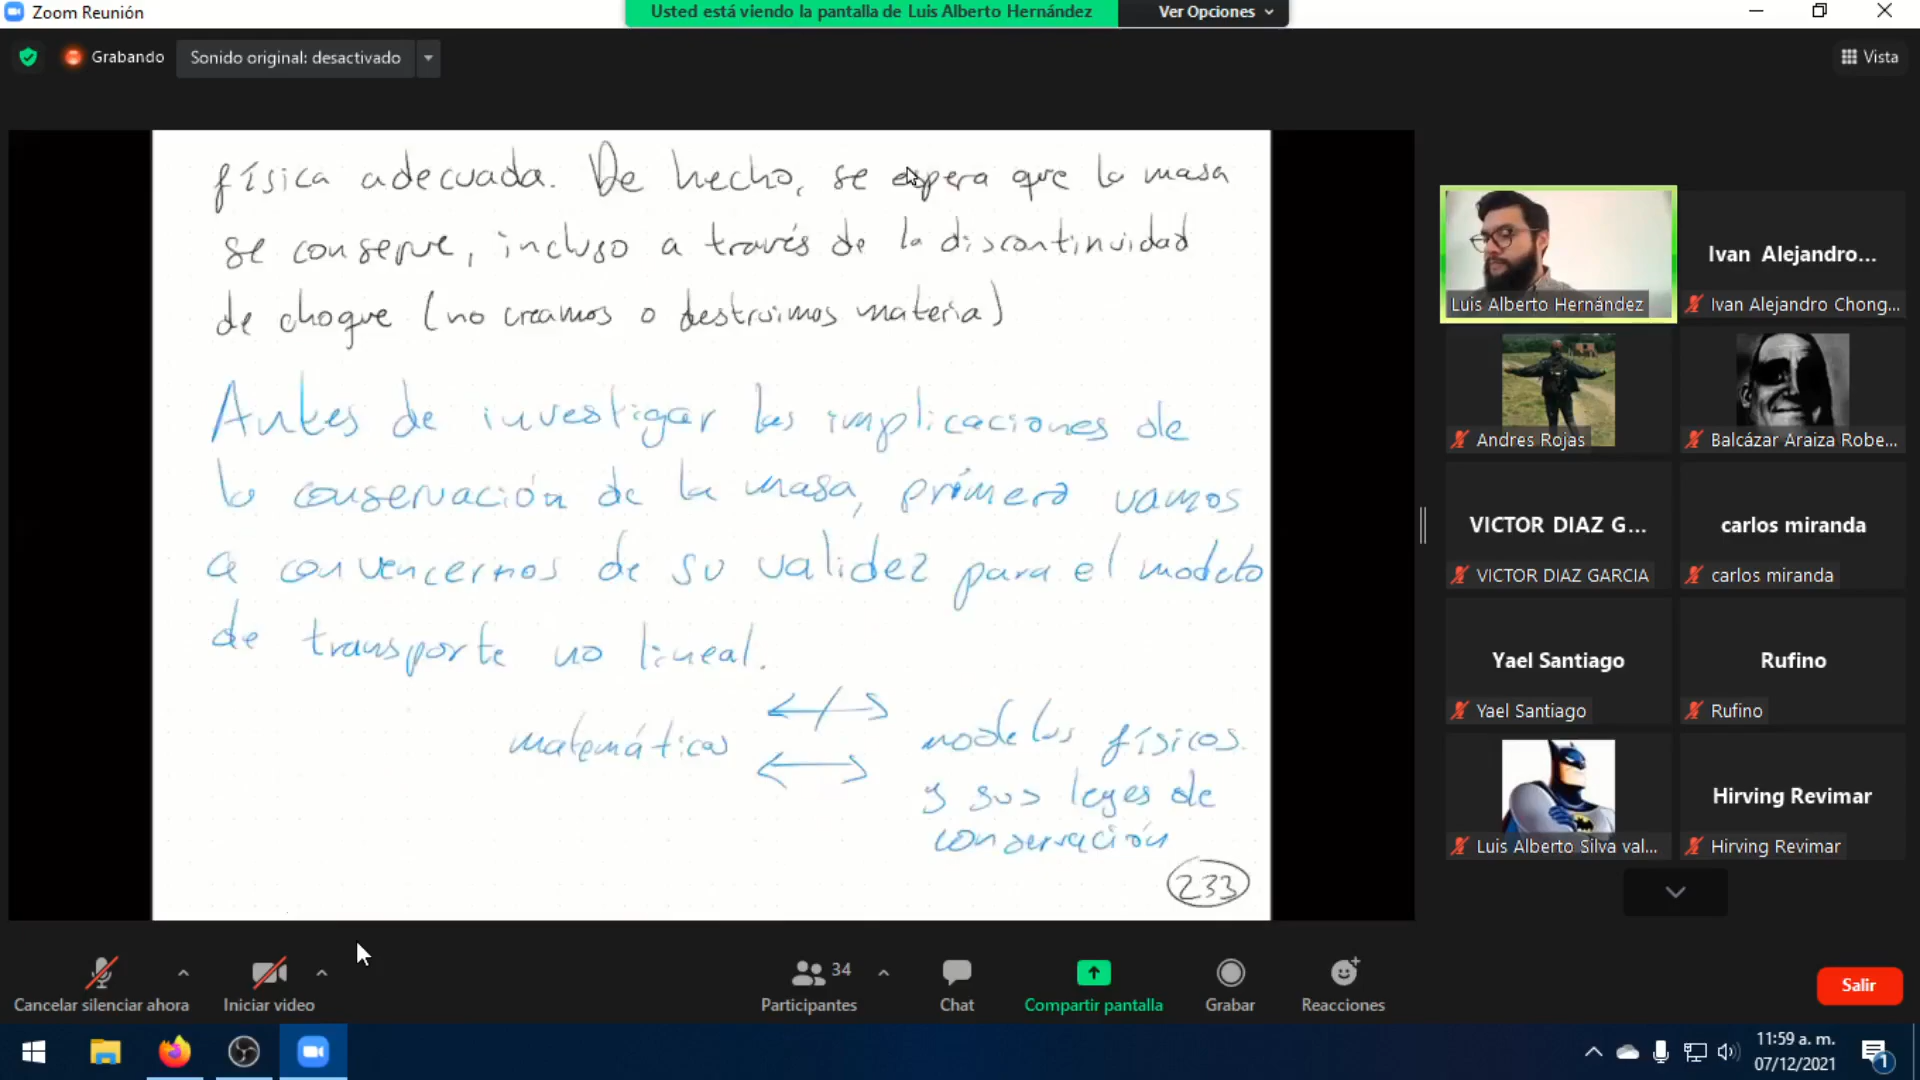 Zoom Reunión
Usted está viendo la pantalla de Luis Alberto Hernández
Ver Opciones
Grabando
Sonido original: desactivado
Vista
física adecuada. De hecho, se espera que la masa
se conserve, incluso a través de la discontinuidad
de choque (no creamos o destruimos materia)
Antes de investigar las implicaciones de
la conservación de la masa, primero vamos
a convencernos de su validez para el modelo
de transporte no lineal.
matemáticas
modelos físicos.
y sus leyes de
conservación
233
Luis Alberto Hernández
Ivan Alejandro...
Ivan Alejandro Chong...
Andres Rojas
Balcázar Araiza Robe...
VICTOR DIAZ G...
VICTOR DIAZ GARCIA
carlos miranda
carlos miranda
Yael Santiago
Yael Santiago
Rufino
Rufino
Luis Alberto Silva val...
Hirving Revimar
Hirving Revimar
Cancelar silenciar ahora
Iniciar video
34
Participantes
Chat
Compartir pantalla
Grabar
Reacciones
Salir
11:59 a. m.
07/12/2021
1